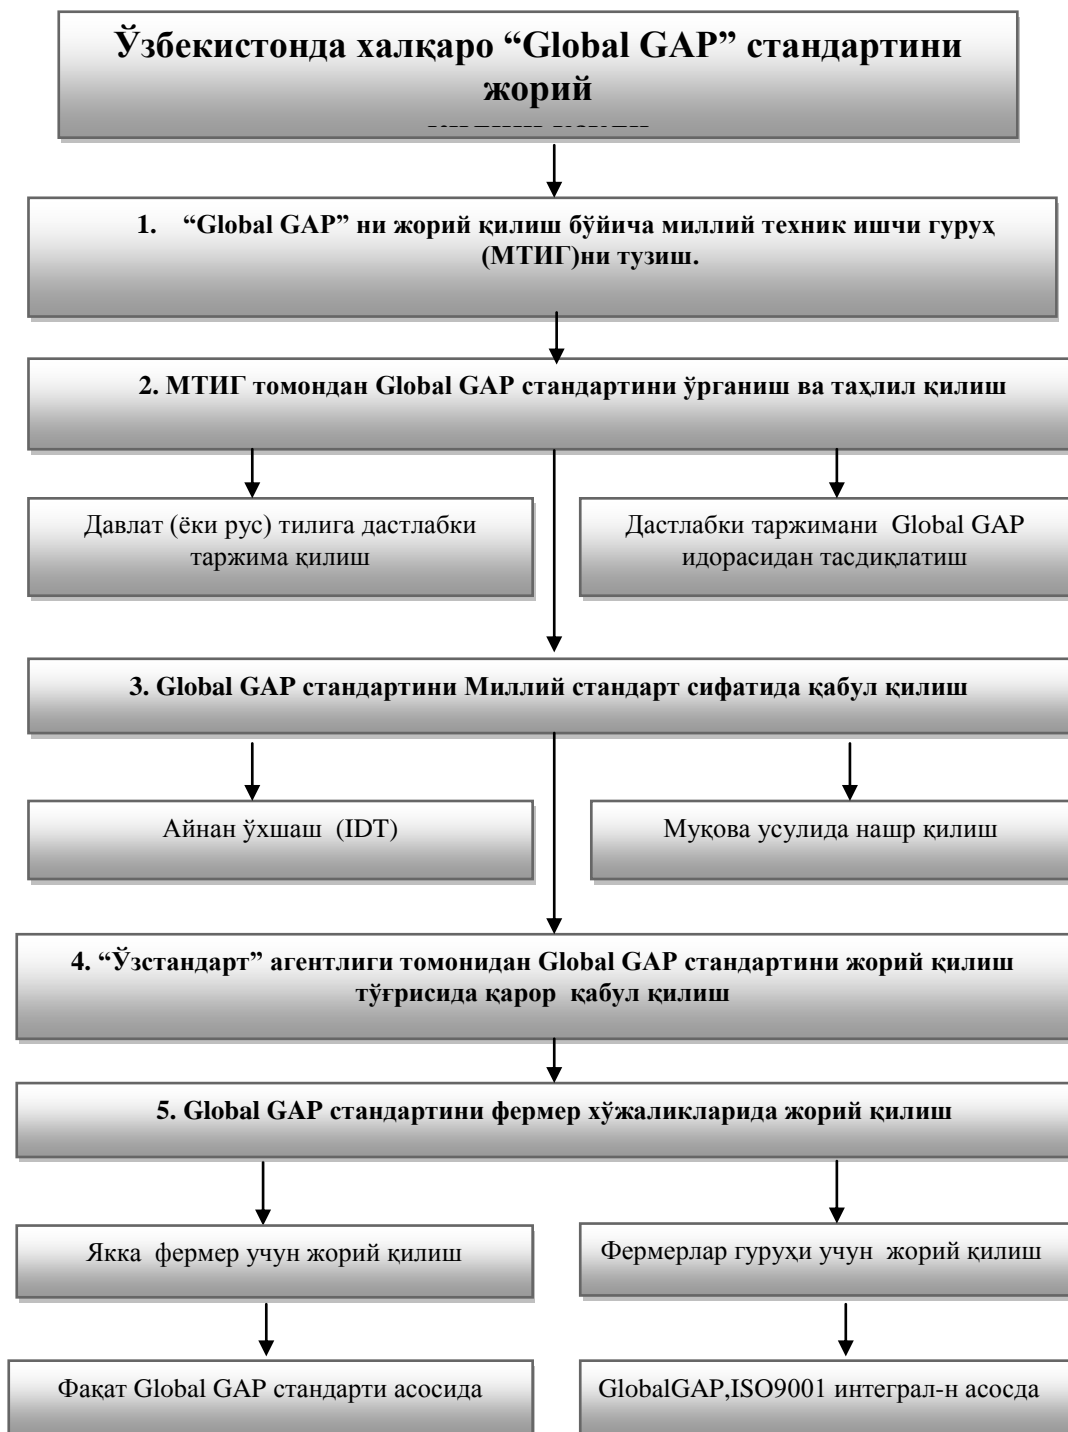 Ўзбекистонда халқаро “Global GAP” стандартини
жорий
1. “Global GAP” ни жорий қилиш бўйича миллий техник ишчи гуруҳ
(МТИГ)ни тузиш.
2. МТИГ томондан Global GAP стандартини ўрганиш ва таҳлил қилиш
Давлат (ёки рус) тилига дастлабки
таржима қилиш
Дастлабки таржимани Global GAP
идорасидан тасдиқлатиш
3. Global GAP стандартини Миллий стандарт сифатида қабул қилиш
Айнан ўхшаш (IDT)
Муқова усулида нашр қилиш
4. “Ўзстандарт” агентлиги томонидан Global GAP стандартини жорий қилиш
тўғрисида қарор қабул қилиш
5. Global GAP стандартини фермер хўжаликларида жорий қилиш
Якка фермер учун жорий қилиш
Фермерлар гуруҳи учун жорий қилиш
Фақат Global GAP стандарти асосида
GlobalGAP,ISO9001 интеграл-н асосда